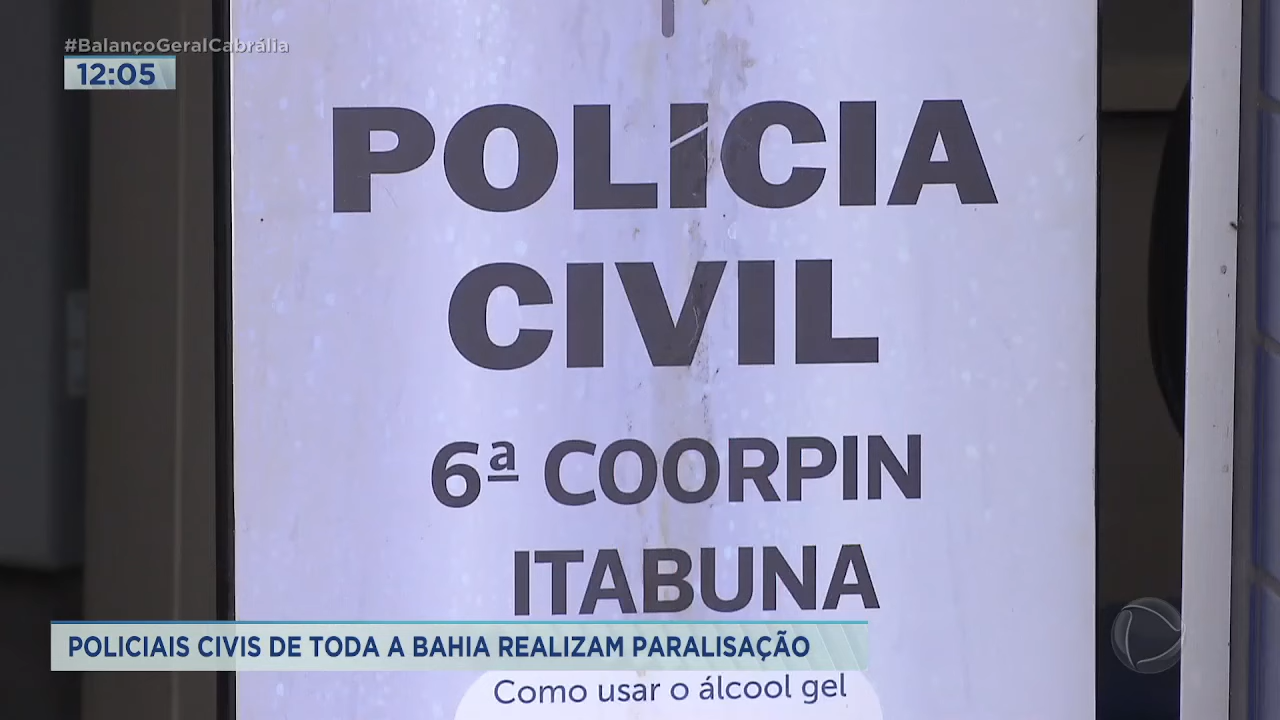 #BalançoGeralCabrália
12:05
POLICIA
CIVIL
6ª COORPIN
ITABUNA
POLICIAIS CIVIS DE TODA A BAHIA REALIZAM PARALISAÇÃO
Como usar o álcool gel